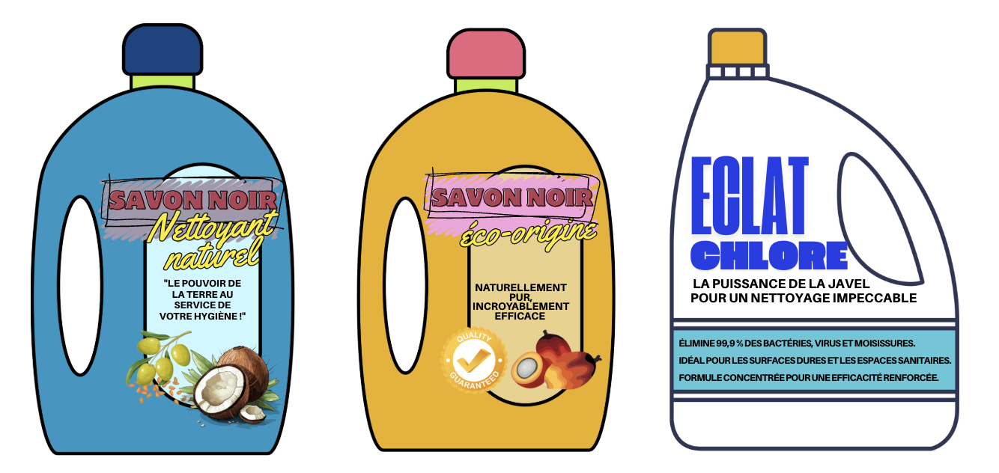 SAVON NOIR
Nettoyant
naturel
"LE POUVOIR DE
LA TERRE AU
SERVICE DE
VOTRE HYGIÈNE !"
SAVON NOIR
éco-origine
NATURELLEMENT
PUR,
INCROYABLEMENT
EFFICACE
QUALITY
GUARANTEED
ECLAT
CHLORE
LA PUISSANCE DE LA JAVEL
POUR UN NETTOYAGE IMPECCABLE
ÉLIMINE 99,9 % DES BACTÉRIES, VIRUS ET MOISISSURES.
IDÉAL POUR LES SURFACES DURES ET LES ESPACES SANITAIRES.
FORMULE CONCENTRÉE POUR UNE EFFICACITÉ RENFORCÉE.